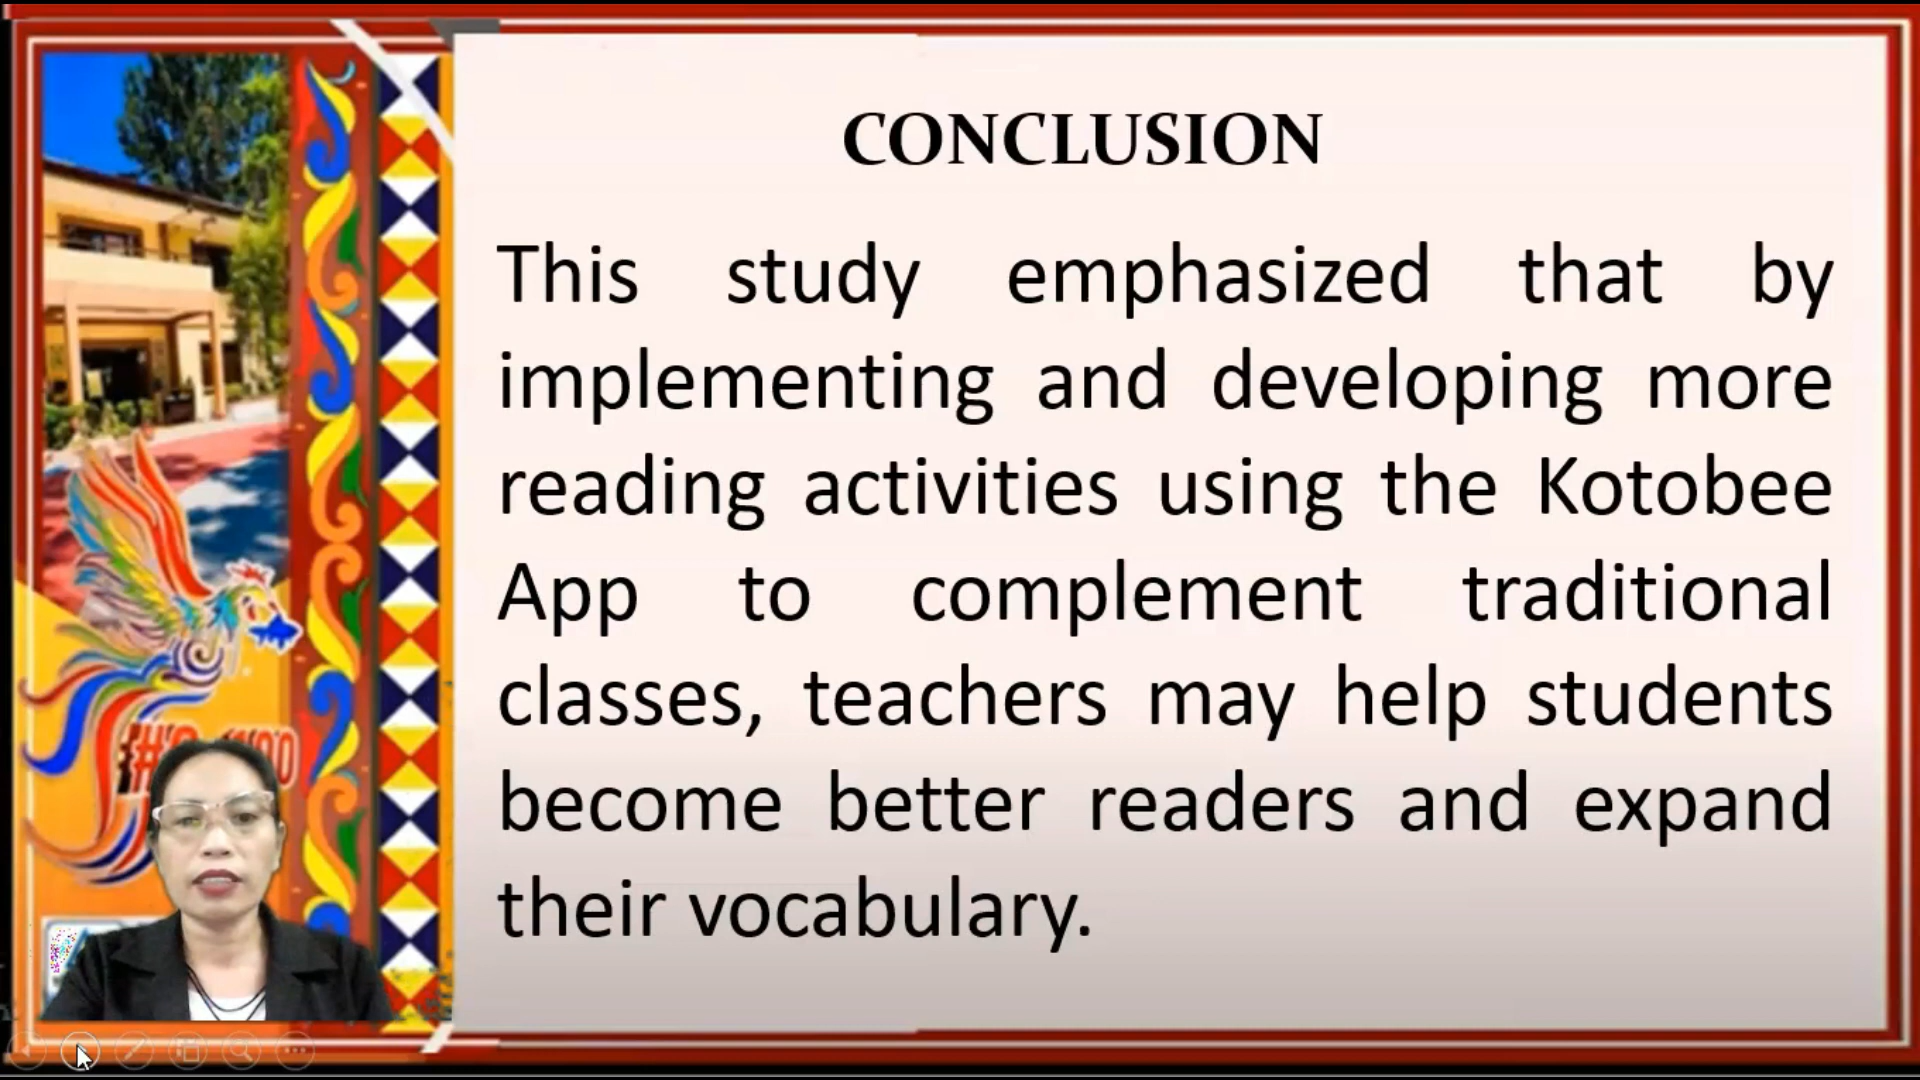 CONCLUSION
This study emphasized that by
implementing and developing more
reading activities using the Kotobee
App to complement traditional
classes, teachers may help students
become better readers and expand
their vocabulary.